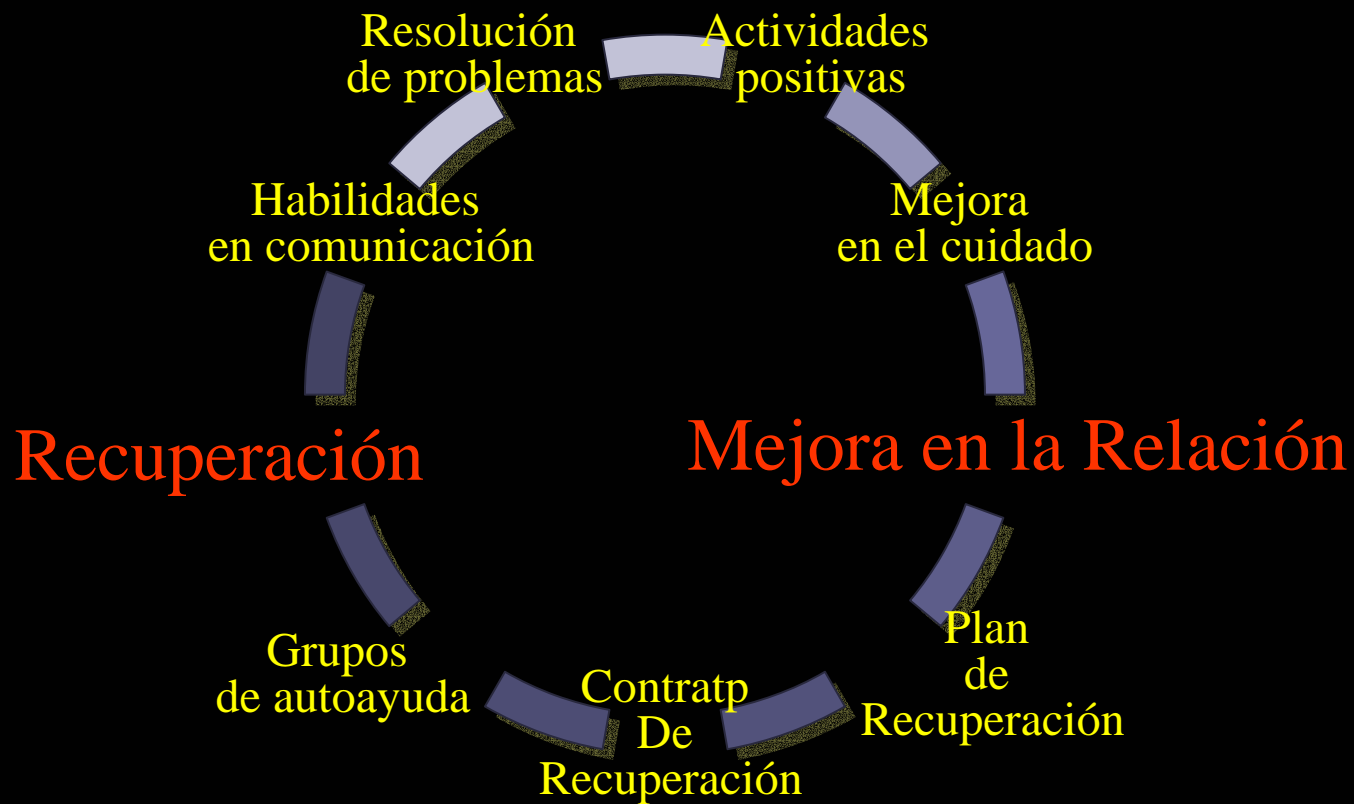 Resolución
de problemas
Actividades
positivas
Habilidades
en comunicación
Mejora
en el cuidado
Recuperación
Mejora en la Relación
Grupos
de autoayuda
Contratp
De
Recuperación
Plan
de
Recuperación